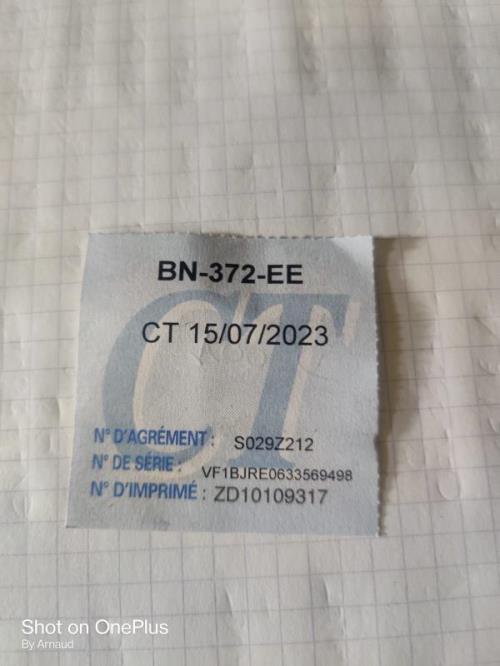 BN-372-EE
CT 15/07/2023
CT
N° D'AGRÉMENT : S029Z212
N° DE SÉRIE : VF1BJRE0633569498
N° D'IMPRIMÉ : ZD10109317
Shot on OnePlus
By Arnaud